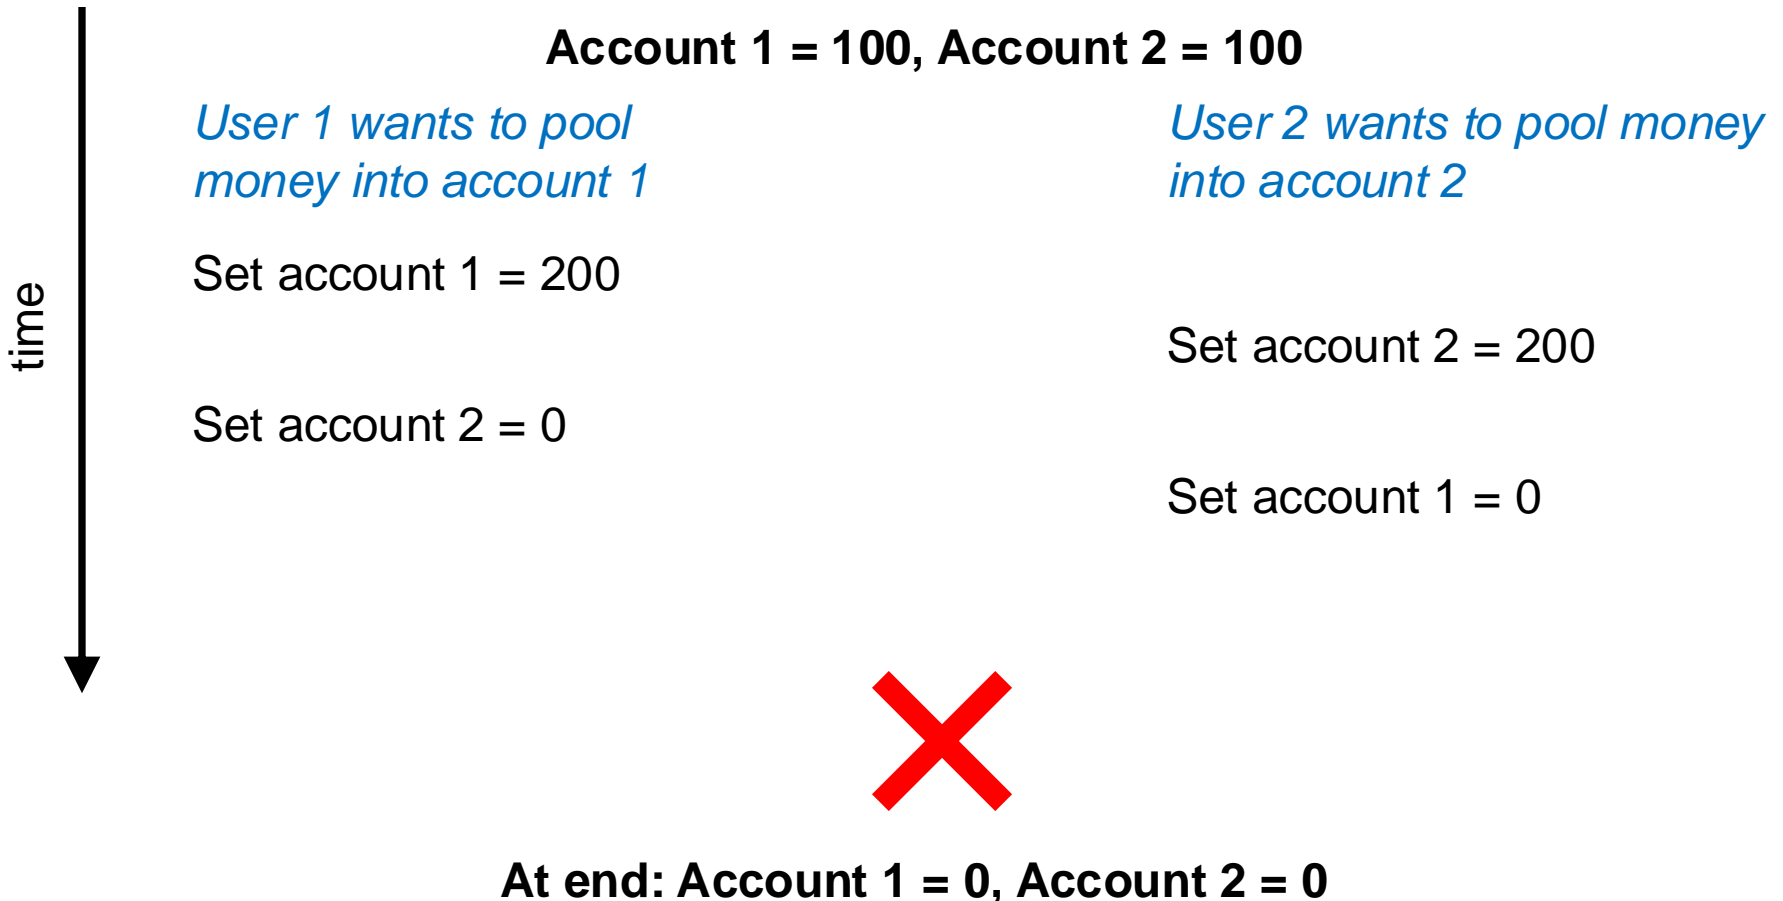 Account 1 = 100, Account 2 = 100
User 1 wants to pool
money into account 1
User 2 wants to pool money
into account 2
time
Set account 1 = 200
Set account 2 = 200
Set account 2 = 0
Set account 1 = 0
At end: Account 1 = 0, Account 2 = 0